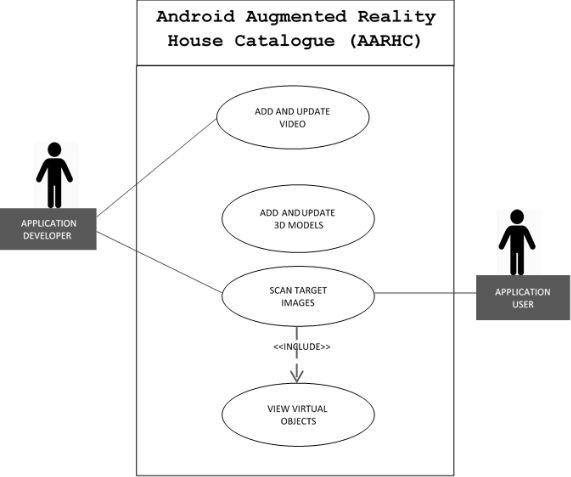 Android Augmented Reality
House Catalogue (AARHC)
ADD AND UPDATE
VIDEO
APPLICATION
DEVELOPER
ADD AND UPDATE
3D MODELS
SCAN TARGET
IMAGES
APPLICATION
USER
<<INCLUDE>>
VIEW VIRTUAL
OBJECTS